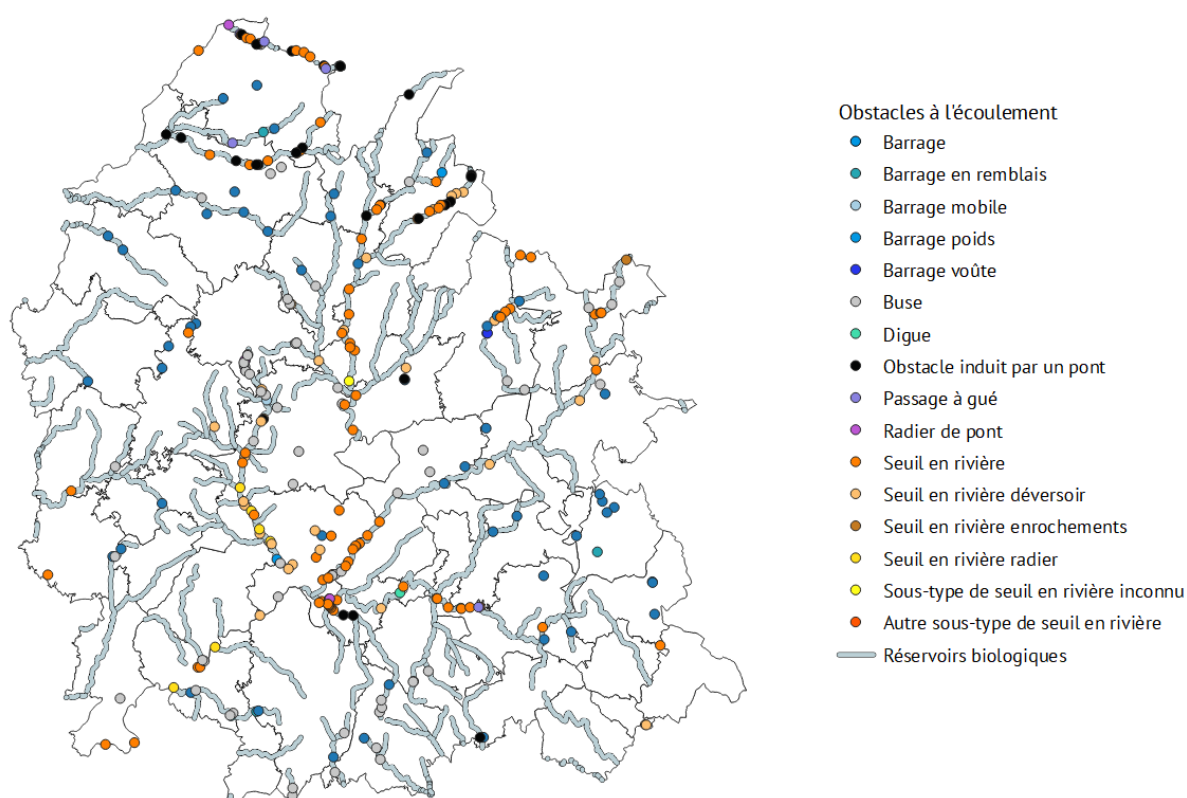 Obstacles à l'écoulement
Barrage
Barrage en remblais
Barrage mobile
Barrage poids
Barrage voûte
Buse
Digue
Obstacle induit par un pont
Passage à gué
Radier de pont
Seuil en rivière
Seuil en rivière déversoir
Seuil en rivière enrochements
Seuil en rivière radier
Sous-type de seuil en rivière inconnu
Autre sous-type de seuil en rivière
Réservoirs biologiques